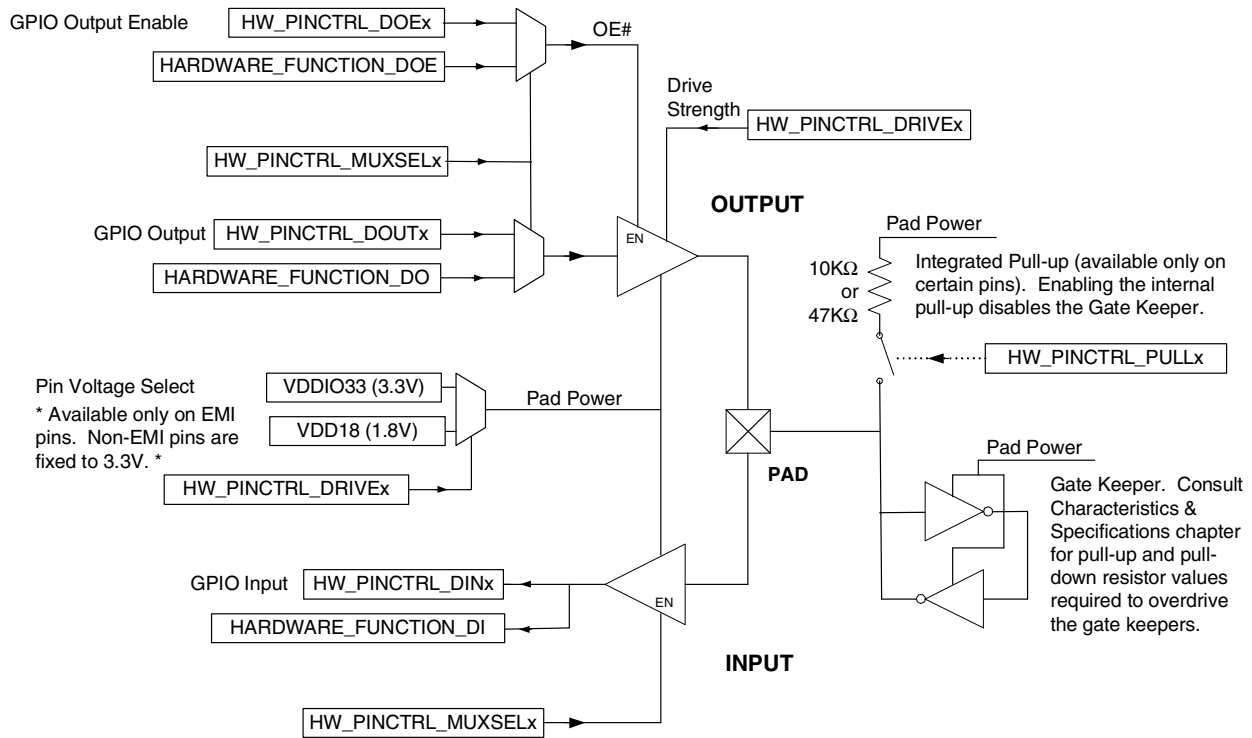 GPIO Output Enable
HW_PINCTRL_DOEx
HARDWARE_FUNCTION_DOE
OE#
Drive
Strength
HW_PINCTRL_DRIVEx
HW_PINCTRL_MUXSELx
OUTPUT
GPIO Output
HW_PINCTRL_DOUTx
HARDWARE_FUNCTION_DO
EN
Pad Power
10KΩ
or
47KΩ
Integrated Pull-up (available only on
certain pins). Enabling the internal
pull-up disables the Gate Keeper.
HW_PINCTRL_PULLx
Pin Voltage Select
* Available only on EMI
pins. Non-EMI pins are
fixed to 3.3V. *
VDDIO33 (3.3V)
VDD18 (1.8V)
HW_PINCTRL_DRIVEx
Pad Power
PAD
Pad Power
Gate Keeper. Consult
Characteristics &
Specifications chapter
for pull-up and pull-
down resistor values
required to overdrive
the gate keepers.
GPIO Input
HW_PINCTRL_DINx
HARDWARE_FUNCTION_DI
EN
INPUT
HW_PINCTRL_MUXSELx